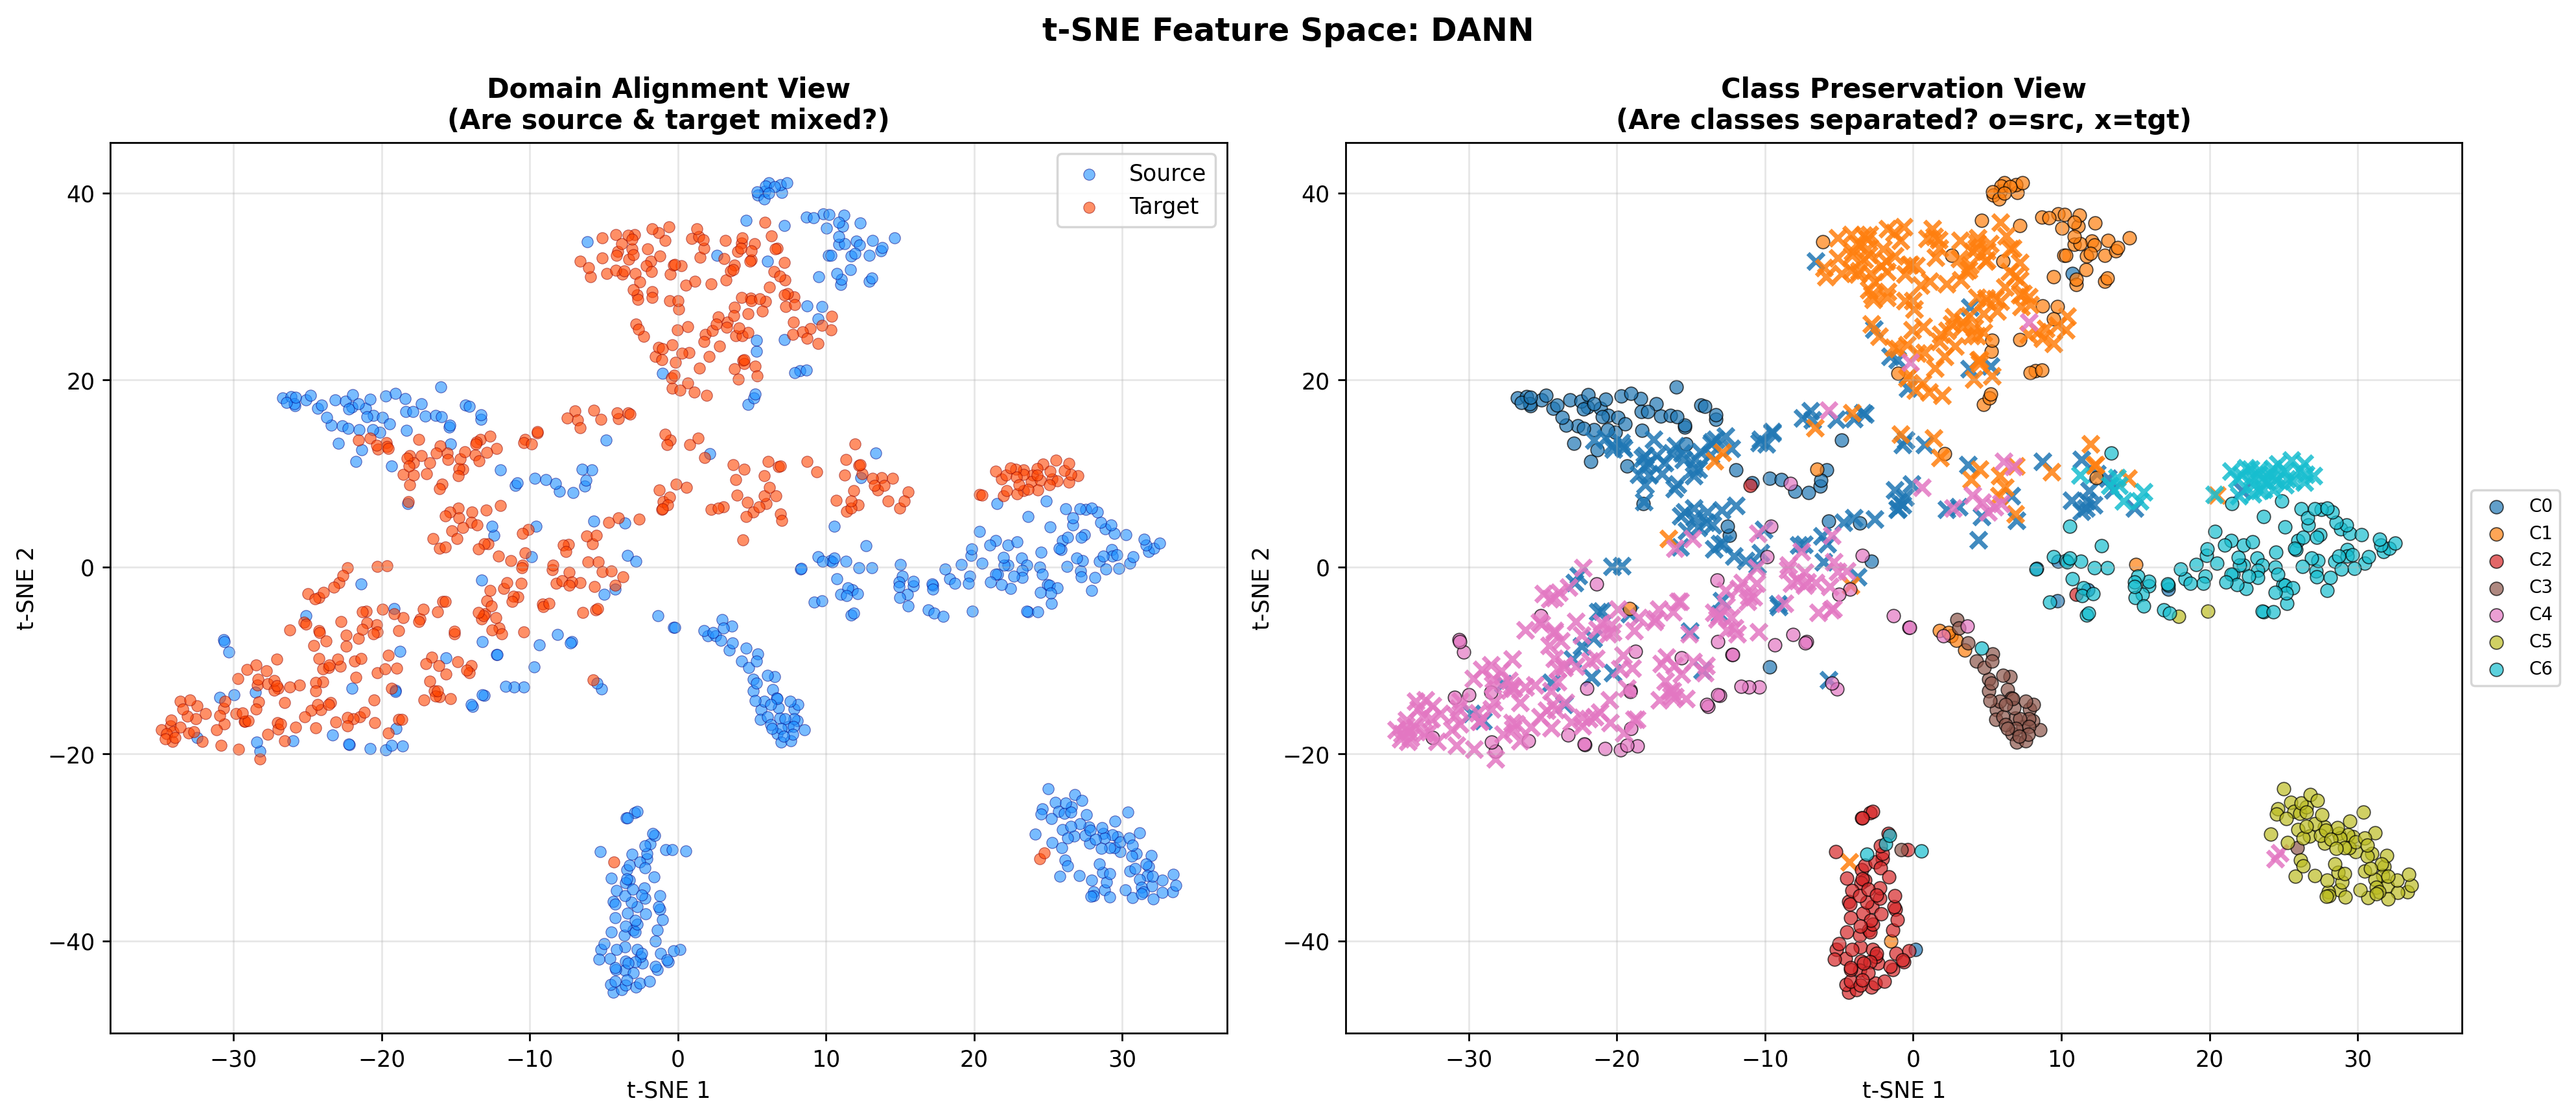 t-SNE Feature Space: DANN
Domain Alignment View
(Are source & target mixed?)
Source
Target
40
20
0
−20
−40
−30
−20
−10
0
10
20
30
t-SNE 1
t-SNE 2
Class Preservation View
(Are classes separated? o=src, x=tgt)
40
20
0
−20
−40
−30
−20
−10
0
10
20
30
t-SNE 1
t-SNE 2
C0
C1
C2
C3
C4
C5
C6